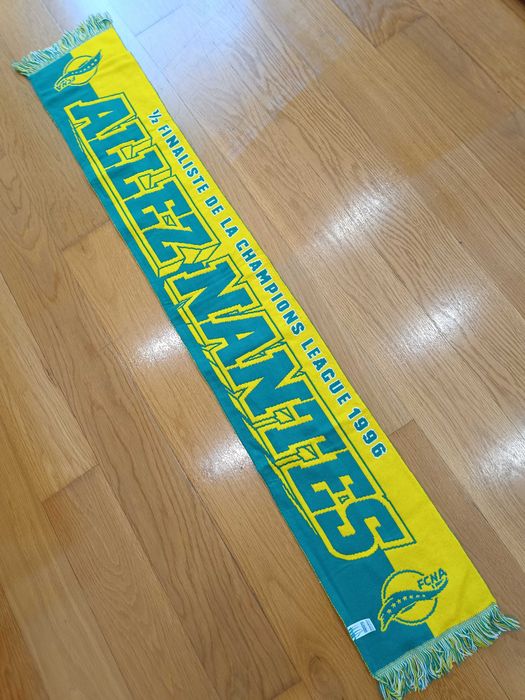 ½ FINALISTE DE LA CHAMPIONS LEAGUE 1996
ALLEZ NANTES
FCNA